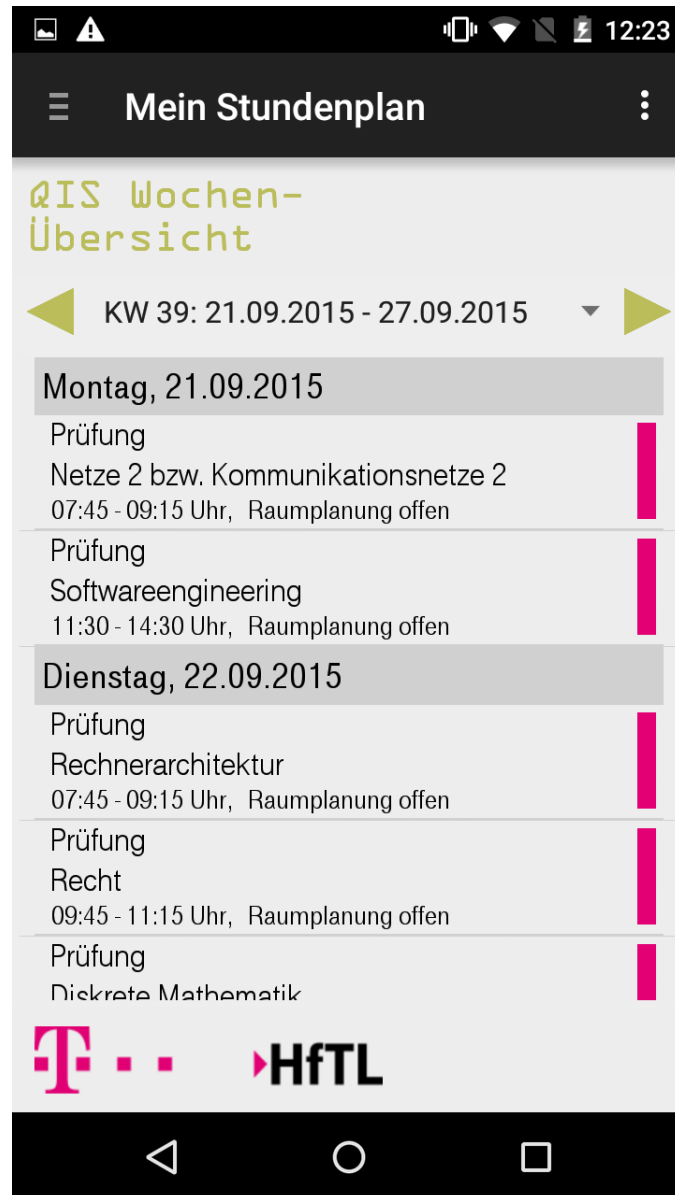 12:23
Mein Stundenplan
QIS Wochen-
Übersicht
KW 39: 21.09.2015 - 27.09.2015
Montag, 21.09.2015
Prüfung
Netze 2 bzw. Kommunikationsnetze 2
07:45 - 09:15 Uhr, Raumplanung offen
Prüfung
Softwareengineering
11:30 - 14:30 Uhr, Raumplanung offen
Dienstag, 22.09.2015
Prüfung
Rechnerarchitektur
07:45 - 09:15 Uhr, Raumplanung offen
Prüfung
Recht
09:45 - 11:15 Uhr, Raumplanung offen
Prüfung
Diskrete Mathematik
T HfTL